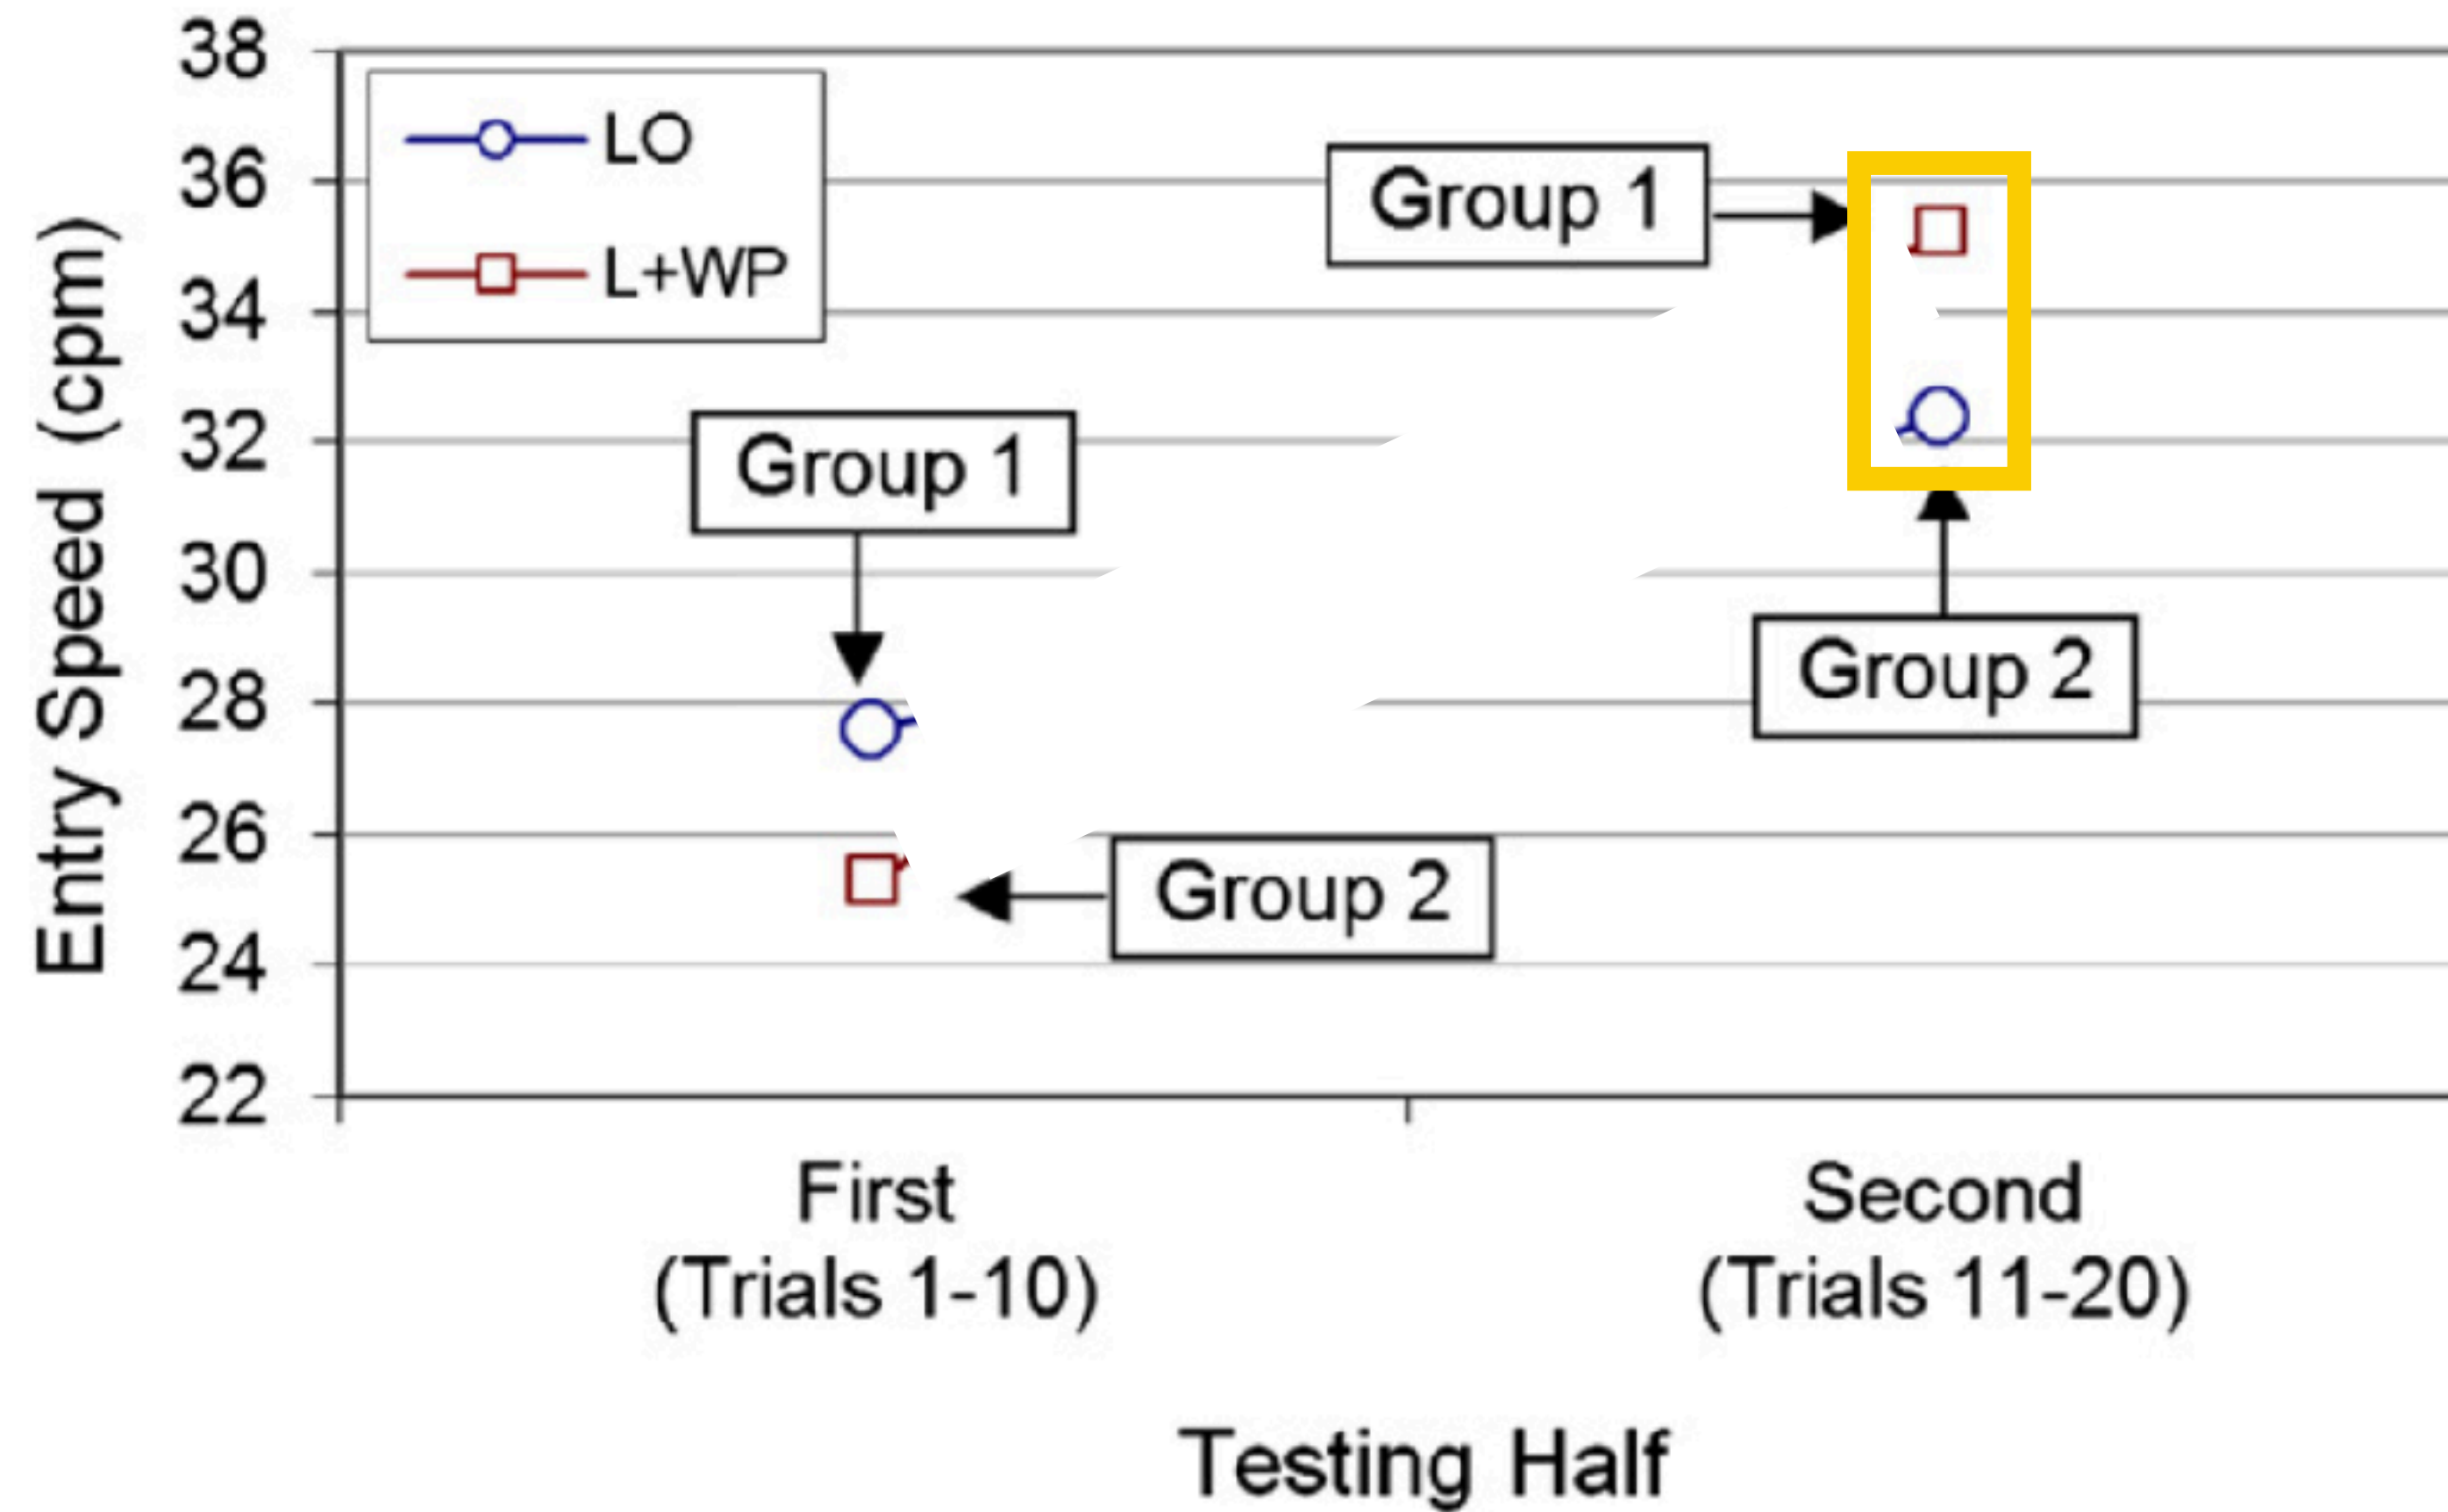 38
36
34
32
30
28
26
24
22
Entry Speed (cpm)
LO
L+WP
Group 1
Group 1
Group 2
Group 2
First
(Trials 1-10)
Second
(Trials 11-20)
Testing Half